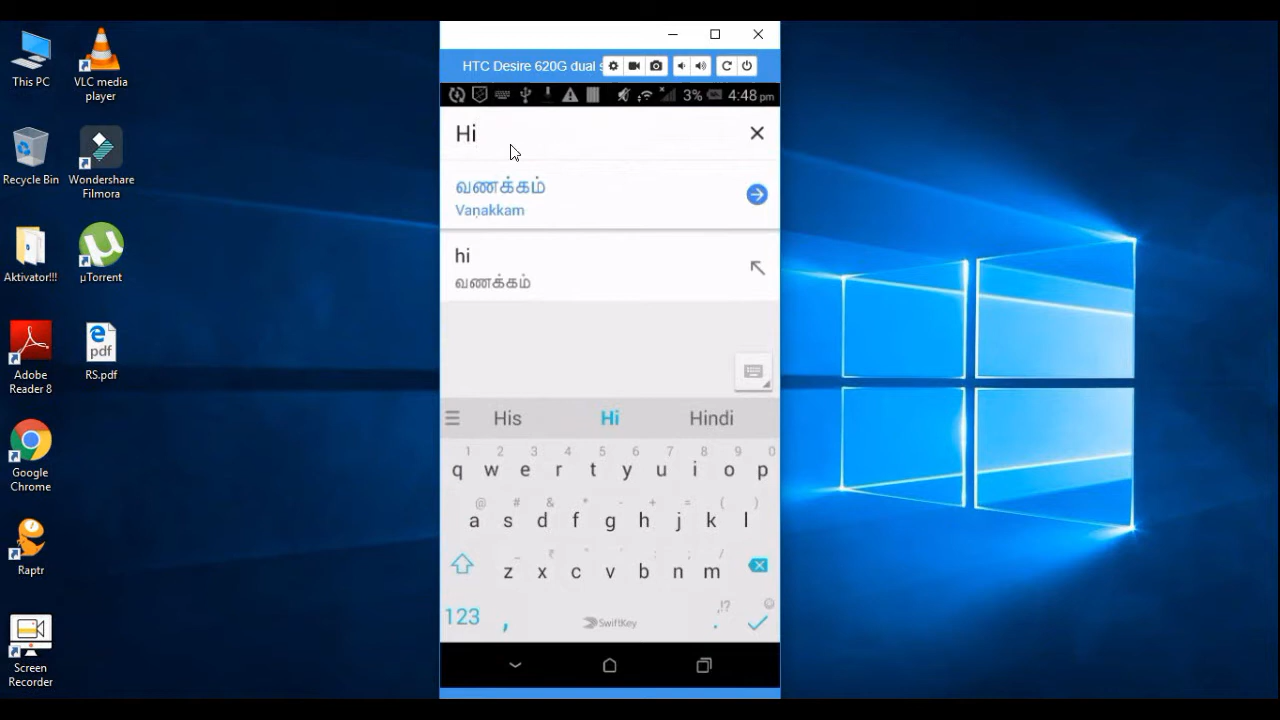 This PC
VLC media
player
Recycle Bin
Wondershare
Filmora
Aktivator!!!
µTorrent
Adobe
Reader 8
pdf
RS.pdf
Google
Chrome
Raptr
Screen
Recorder
HTC Desire 620G dual s
3% 4:48 pm
Hi
வணக்கம்
Vaṇakkam
hi
வணக்கம்
His Hi Hindi
1 2 3 4 5 6 7 8 9 0
q w e r t y u i o p
@ # & * - + = ( )
a s d f g h j k l
_ ₹ " ' : ; /
z x c v b n m
,!?
123 , SwiftKey .